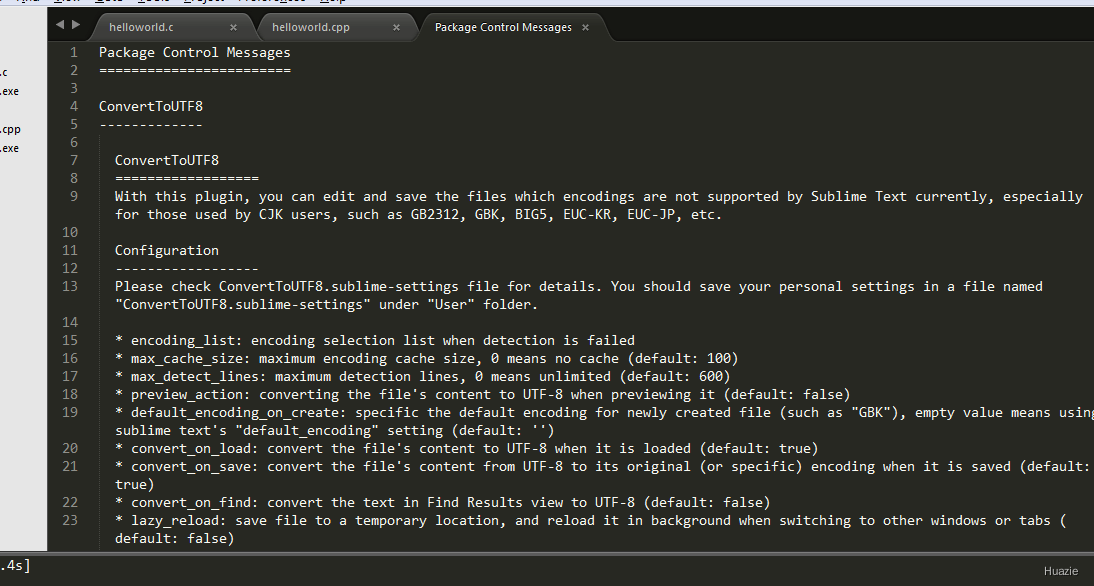 helloworld.c × helloworld.cpp × Package Control Messages ×
.c
.exe
.cpp
.exe
1 Package Control Messages
2 ========================
3
4 ConvertToUTF8
5 -------------
6
7 ConvertToUTF8
8 ==================
9 With this plugin, you can edit and save the files which encodings are not supported by Sublime Text currently, especially
for those used by CJK users, such as GB2312, GBK, BIG5, EUC-KR, EUC-JP, etc.
10
11 Configuration
12 ------------------
13 Please check ConvertToUTF8.sublime-settings file for details. You should save your personal settings in a file named
"ConvertToUTF8.sublime-settings" under "User" folder.
14
15 * encoding_list: encoding selection list when detection is failed
16 * max_cache_size: maximum encoding cache size, 0 means no cache (default: 100)
17 * max_detect_lines: maximum detection lines, 0 means unlimited (default: 600)
18 * preview_action: converting the file's content to UTF-8 when previewing it (default: false)
19 * default_encoding_on_create: specific the default encoding for newly created file (such as "GBK"), empty value means using
sublime text's "default_encoding" setting (default: '')
20 * convert_on_load: convert the file's content to UTF-8 when it is loaded (default: true)
21 * convert_on_save: convert the file's content from UTF-8 to its original (or specific) encoding when it is saved (default:
true)
22 * convert_on_find: convert the text in Find Results view to UTF-8 (default: false)
23 * lazy_reload: save file to a temporary location, and reload it in background when switching to other windows or tabs (
default: false)
.4s]
Huazie